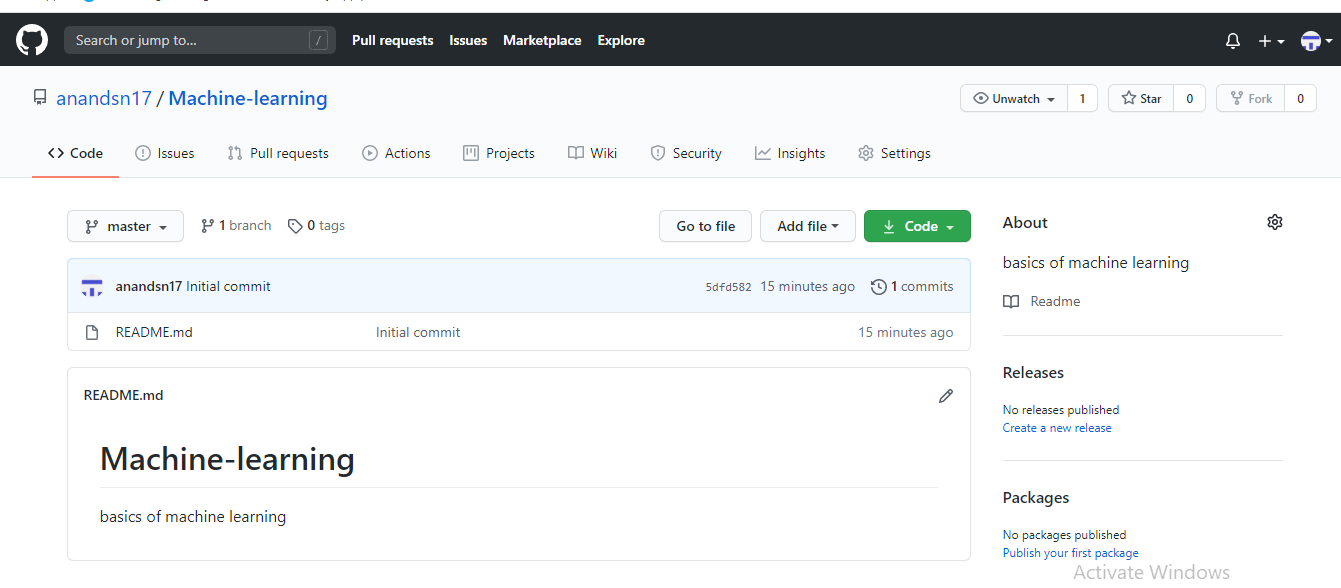 Search or jump to... / Pull requests Issues Marketplace Explore
anandsn17 / Machine-learning Unwatch 1 Star 0 Fork 0
Code Issues Pull requests Actions Projects Wiki Security Insights Settings
master 1 branch 0 tags Go to file Add file Code
anandsn17 Initial commit 5dfd582 15 minutes ago 1 commits
README.md Initial commit 15 minutes ago
README.md
Machine-learning
basics of machine learning
About
basics of machine learning
Readme
Releases
No releases published
Create a new release
Packages
No packages published
Publish your first package
Activate Windows